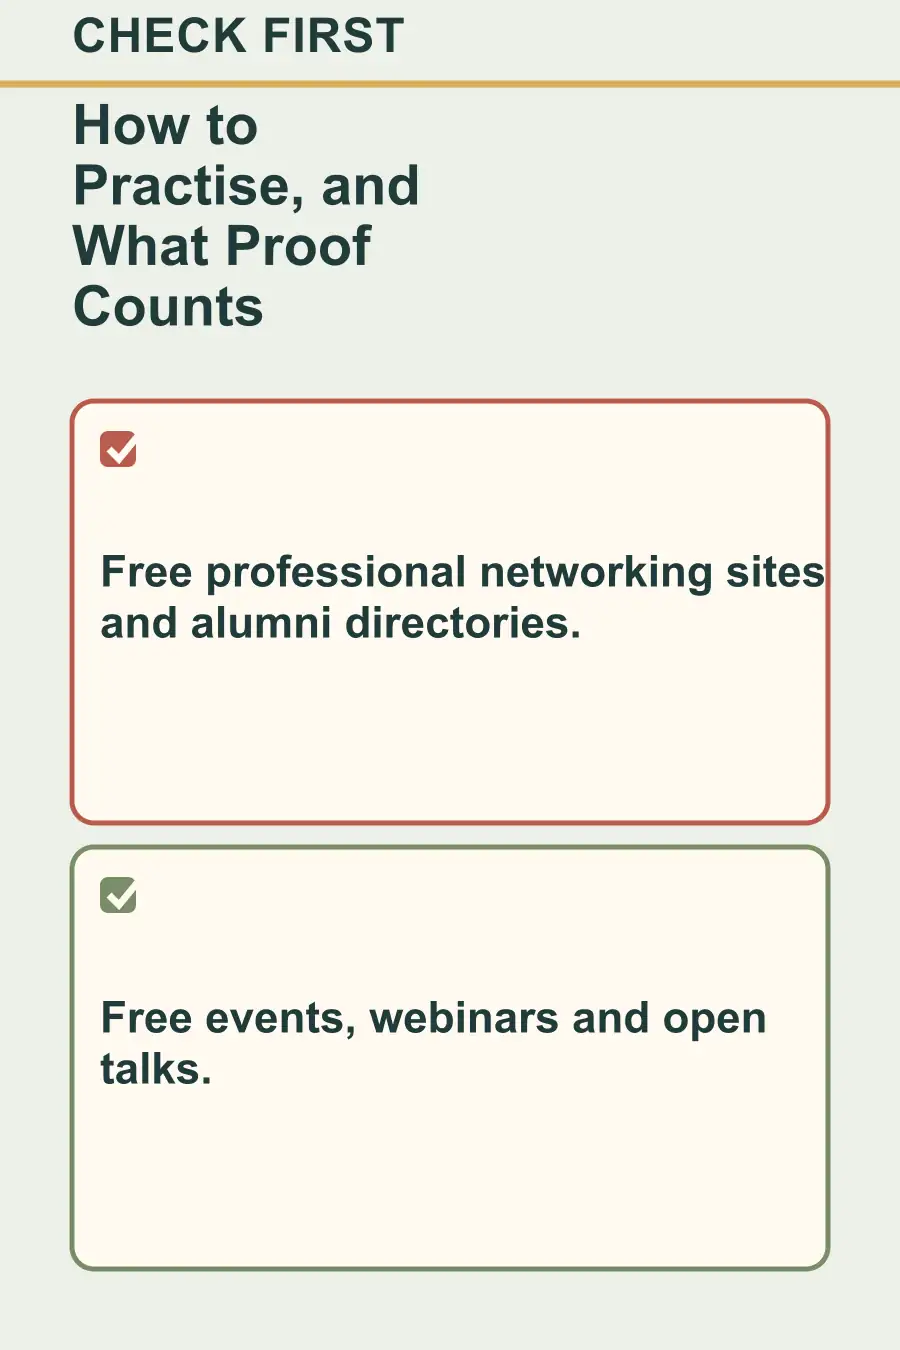 CHECK FIRST
How to
Practise, and
What Proof
Counts
Free professional networking sites
and alumni directories.
Free events, webinars and open
talks.